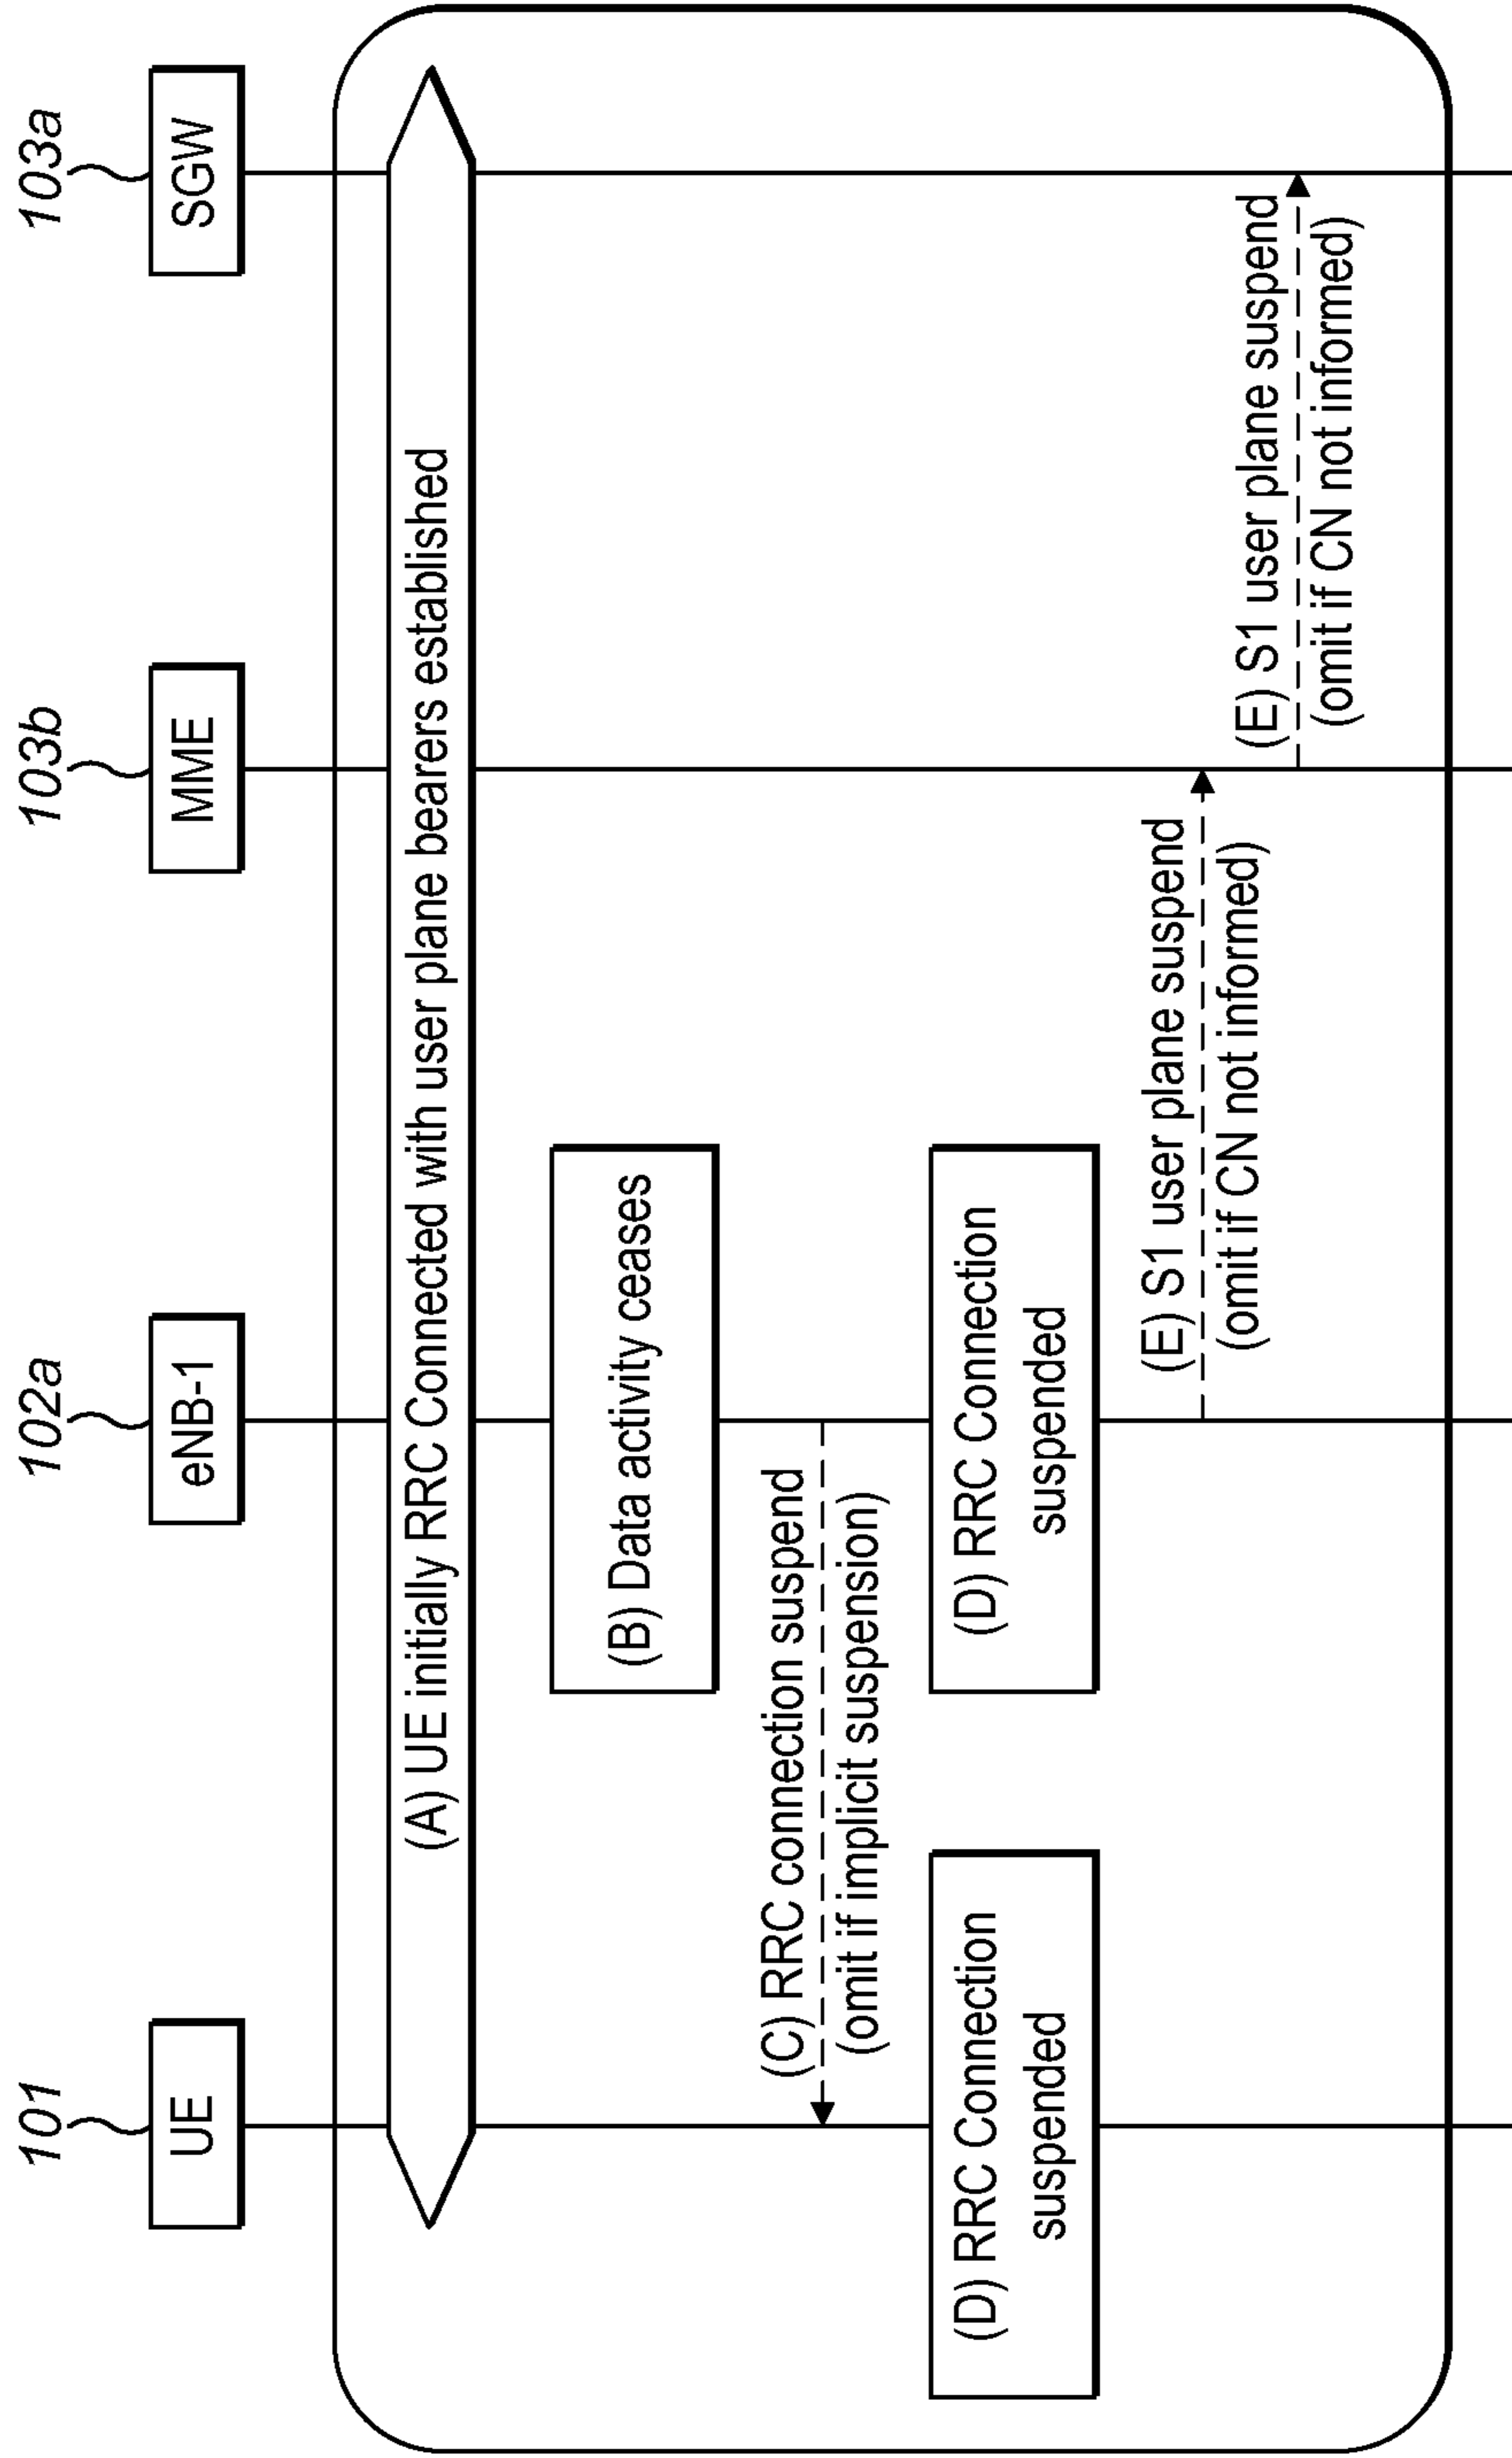 101
102a
103b
103a
UE
eNB-1
MME
SGW
(A) UE initially RRC Connected with user plane bearers established
(B) Data activity ceases
(C) RRC connection suspend
(omit if implicit suspension)
(D) RRC Connection
suspended
(D) RRC Connection
suspended
(E) S1 user plane suspend
(omit if CN not informed)
(E) S1 user plane suspend
(omit if CN not informed)